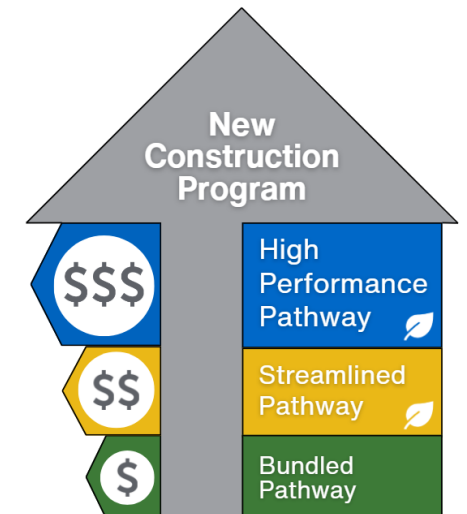 New
Construction
Program
$$$
High
Performance
Pathway
$$
Streamlined
Pathway
$
Bundled
Pathway